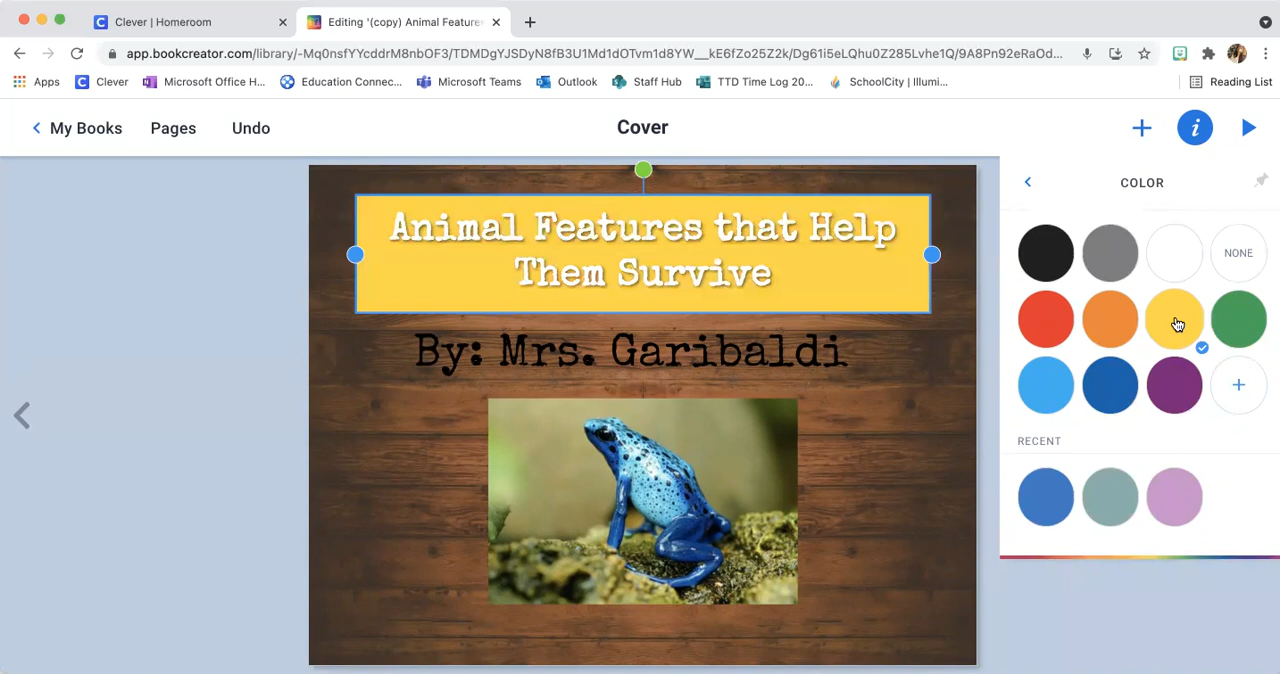 Clever | Homeroom
Editing '(copy) Animal Feature
app.bookcreator.com/library/-Mq0nsfYYcddrM8nbOF3/TDMDgYJSDyN8fB3U1Md1dOTvm1d8YW__kE6fZo25Z2k/Dg61i5eLQhu0Z285Lvhe1Q/9A8Pn92eRaOd...
Apps Clever Microsoft Office H... Education Connec... Microsoft Teams Outlook Staff Hub TTD Time Log 20... SchoolCity | Illumi... Reading List
My Books Pages Undo Cover
COLOR
Animal Features that Help
Them Survive
By: Mrs. Garibaldi
NONE
RECENT